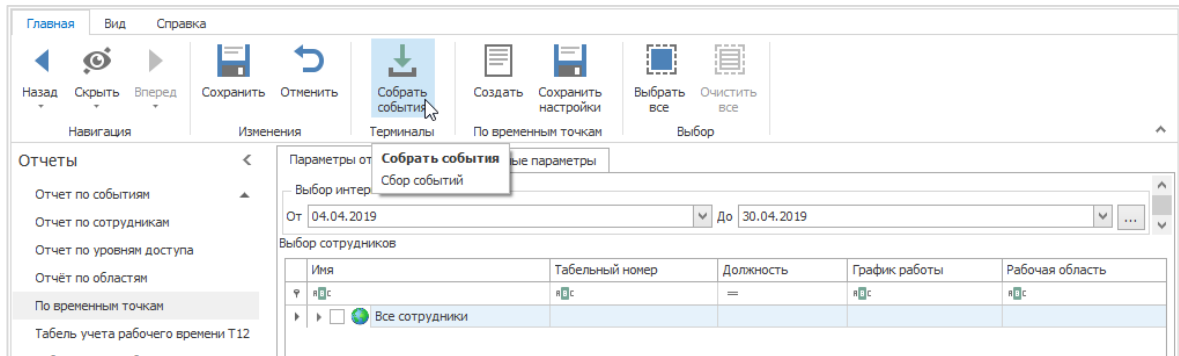 Главная Вид Справка
Назад Скрыть Вперед Сохранить Отменить Собрать события Создать Сохранить настройки Выбрать все Очистить все
Навигация Изменения Терминалы По временным точкам Выбор
Отчеты
Параметры от
ые параметры
Собрать события
Сбор событий
Отчет по событиям
Отчет по сотрудникам
Отчет по уровням доступа
Отчёт по областям
По временным точкам
Табель учета рабочего времени Т12
Выбор интер
От 04.04.2019 До 30.04.2019 ...
Выбор сотрудников
Имя Табельный номер Должность График работы Рабочая область
=
Все сотрудники